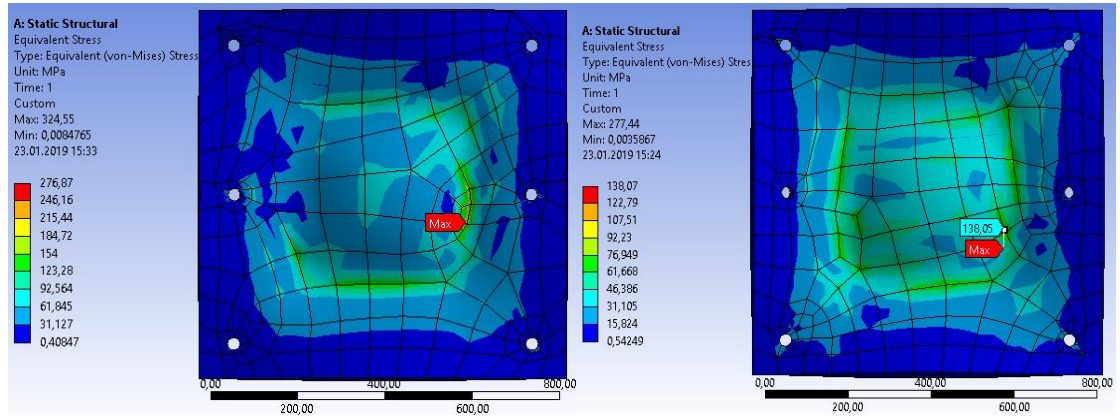 A: Static Structural
Equivalent Stress
Type: Equivalent (von-Mises) Stress
Unit: MPa
Time: 1
Custom
Max: 324,55
Min: 0,0084765
23.01.2019 15:33
276,87
246,16
215,44
184,72
154
123,28
92,564
61,845
31,127
0,40847
Max
0,00
400,00
800,00
200,00
600,00
A: Static Structural
Equivalent Stress
Type: Equivalent (von-Mises) Stres
Unit: MPa
Time: 1
Custom
Max: 277,44
Min: 0,0035867
23.01.2019 15:24
138,07
122,79
107,51
92,23
76,949
61,668
46,386
31,105
15,824
0,54249
138,05
Max
0,00
400,00
800,00
200,00
600,00